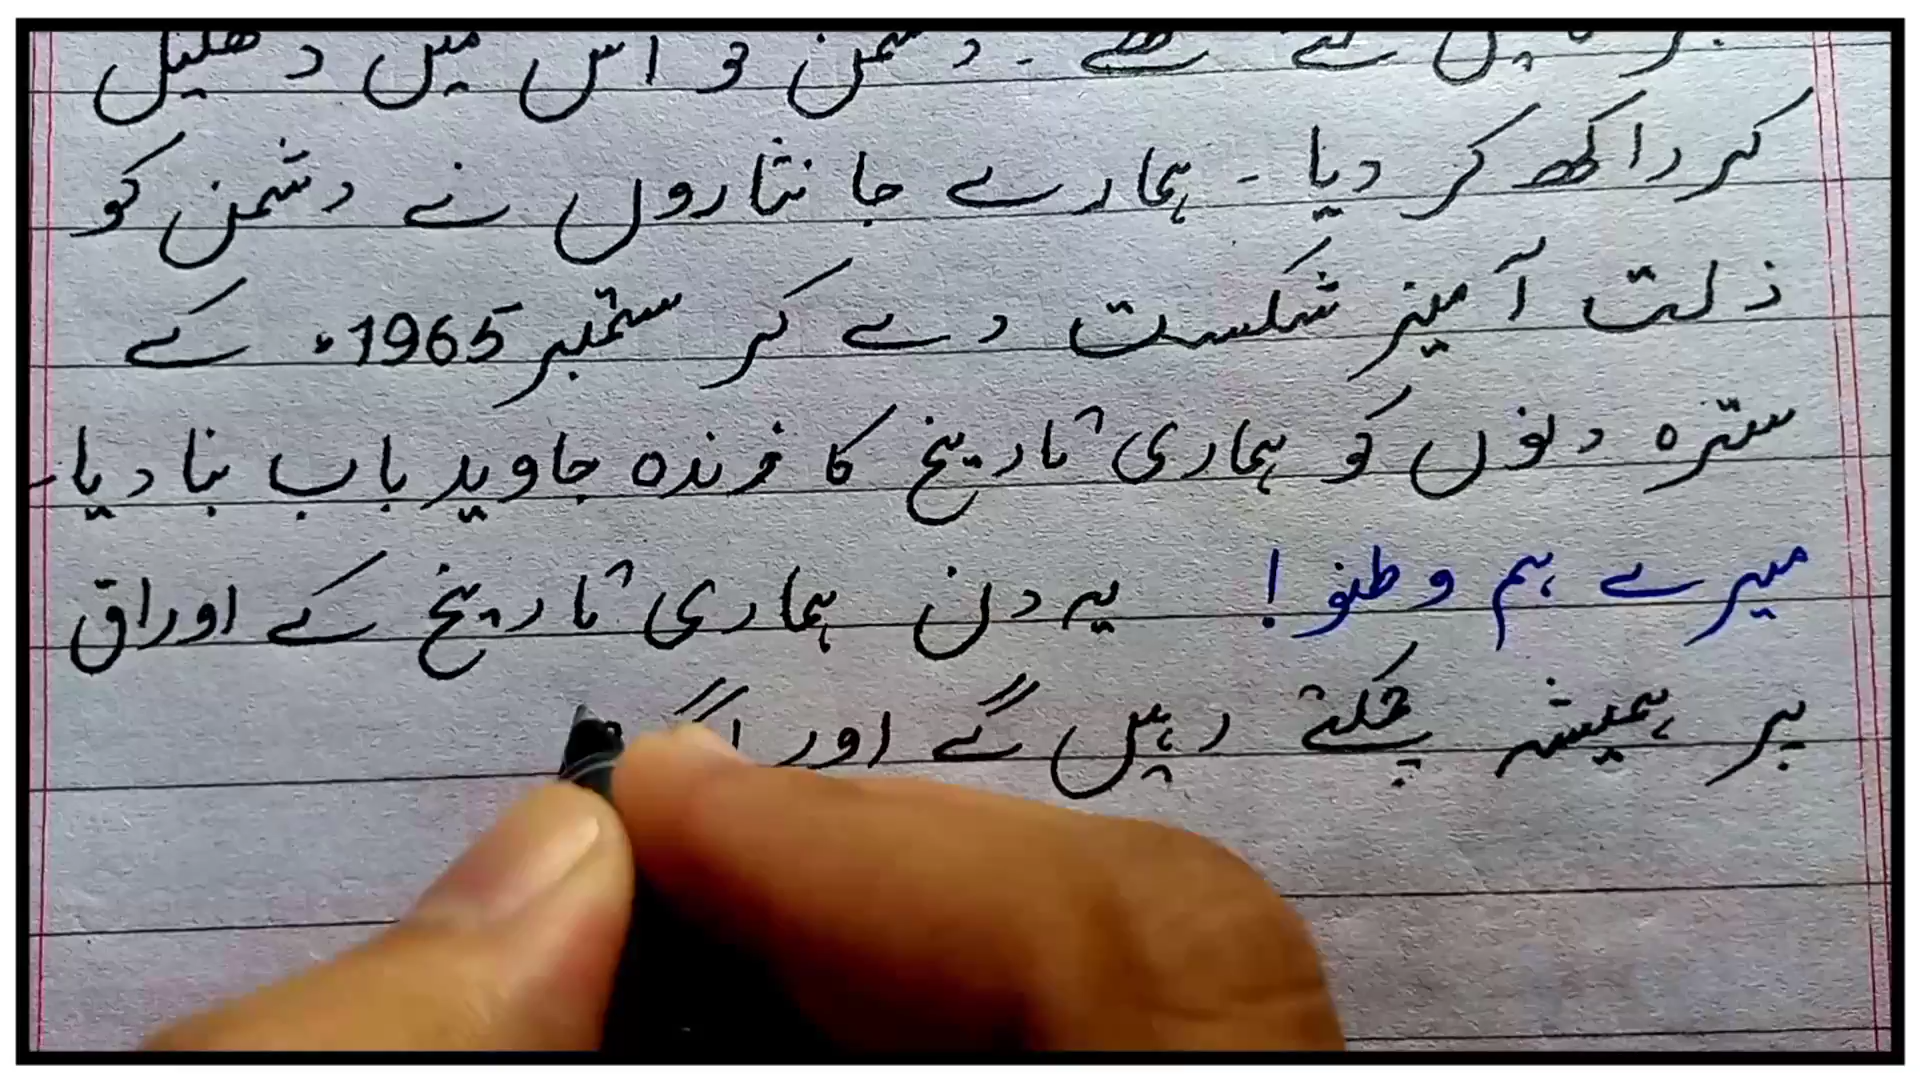 دشمن کو اس میں دھکیل
کر راکھ کر دیا ۔ ہمارے جانثاروں نے دشمن کو
ذلت آمیز شکست دے کر ستمبر 1965ء کے
سترہ دنوں کو ہماری تاریخ کا زندہ جاوید باب بنا دیا۔
میرے ہم وطنو! یہ دن ہماری تاریخ کے اوراق
پر ہمیشہ چمکتے رہیں گے اور